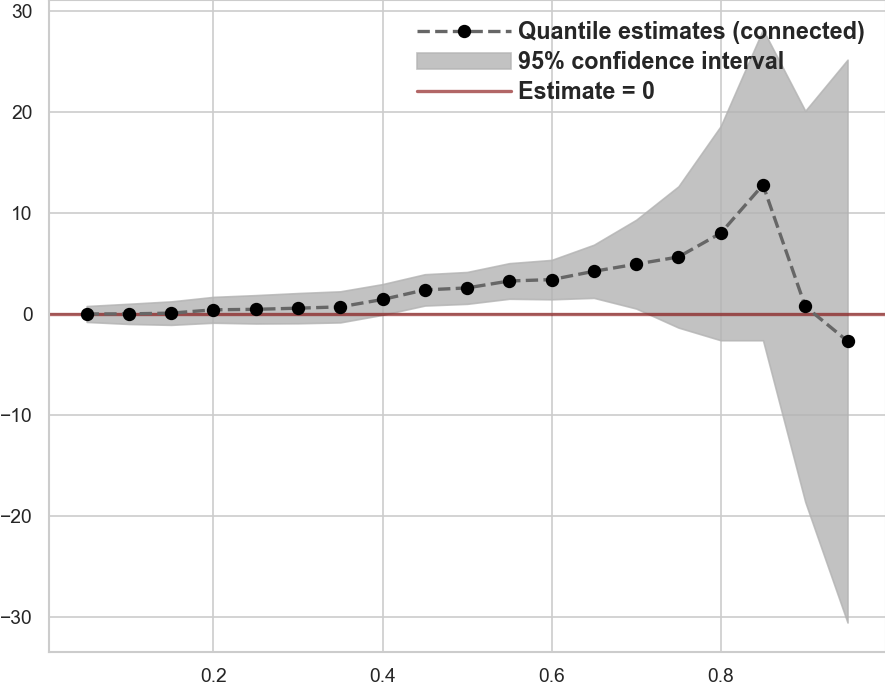 30
Quantile estimates (connected)
95% confidence interval
Estimate = 0
20
10
0
−10
−20
−30
0.2 0.4 0.6 0.8